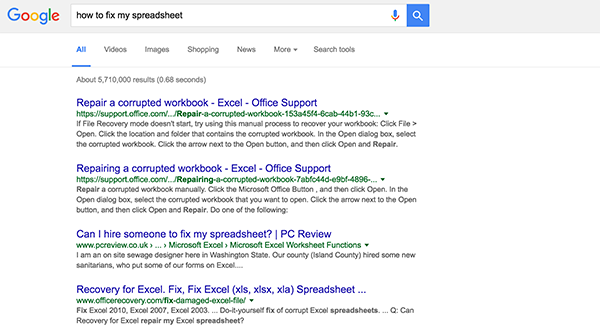 Google how to fix my spreadsheet
All Videos Images Shopping News More Search tools
About 5,710,000 results (0.68 seconds)
Repair a corrupted workbook - Excel - Office Support
https://support.office.com/.../Repair-a-corrupted-workbook-153a45f4-6cab-44b1-93c...
If File Recovery mode doesn't start, try using this manual process to recover your workbook: Click File >
Open. Click the location and folder that contains the corrupted workbook. In the Open dialog box, select
the corrupted workbook. Click the arrow next to the Open button, and then click Open and Repair.
Repairing a corrupted workbook - Excel - Office Support
https://support.office.com/.../Repairing-a-corrupted-workbook-7abfc44d-e9bf-4896-...
Repair a corrupted workbook manually. Click the Microsoft Office Button , and then click Open. In the
Open dialog box, select the corrupted workbook that you want to open. Click the arrow next to the Open
button, and then click Open and Repair. Do one of the following:
Can I hire someone to fix my spreadsheet? | PC Review
www.pcreview.co.uk › ... › Microsoft Excel › Microsoft Excel Worksheet Functions
I am an on site sewage designer here in Washington State. Our county (Island County) hired some new
sanitarians, who put some of our forms on Excel....
Recovery for Excel. Fix, Fix Excel (xls, xlsx, xla) Spreadsheet ...
www.officerecovery.com/fix-damaged-excel-file/
Fix Excel 2010, Excel 2007, Excel 2003. ... Do-it-yourself fix of corrupt Excel spreadsheets. ... Q: Can
Recovery for Excel repair my Excel spreadsheet?